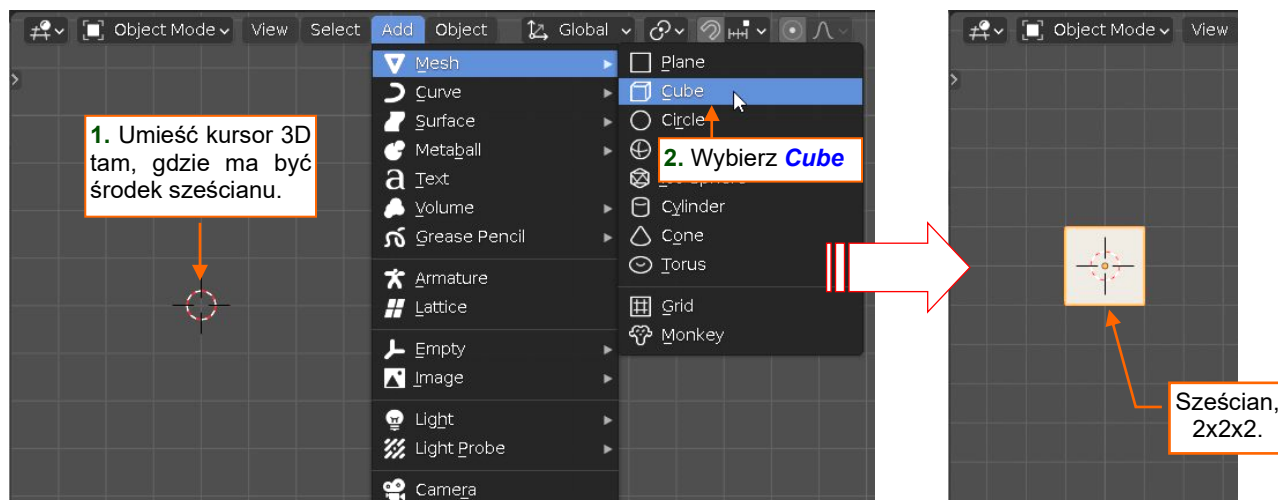 Object Mode View Select Add Object Global
Mesh
Curve
Surface
Metaball
Text
Volume
Grease Pencil
Armature
Lattice
Empty
Image
Light
Light Probe
Camera
Plane
Cube
Circle
Cylinder
Cone
Torus
Grid
Monkey
1. Umieść kursor 3D
tam, gdzie ma być
środek sześcianu.
2. Wybierz Cube
Object Mode View
Sześcian,
2x2x2.